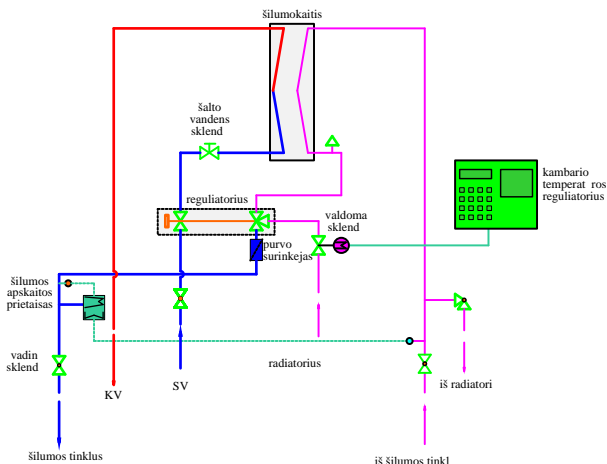 šilumokaitis
šalto
vandens
sklend
kambario
temperat ros
reguliatorius
reguliatorius
valdoma
sklend
purvo
surinkejas
šilumos
apskaitos
prietaisas
vadin
sklend
radiatorius
KV
SV
iš radiatori
šilumos tinklus
iš šilumos tinkl